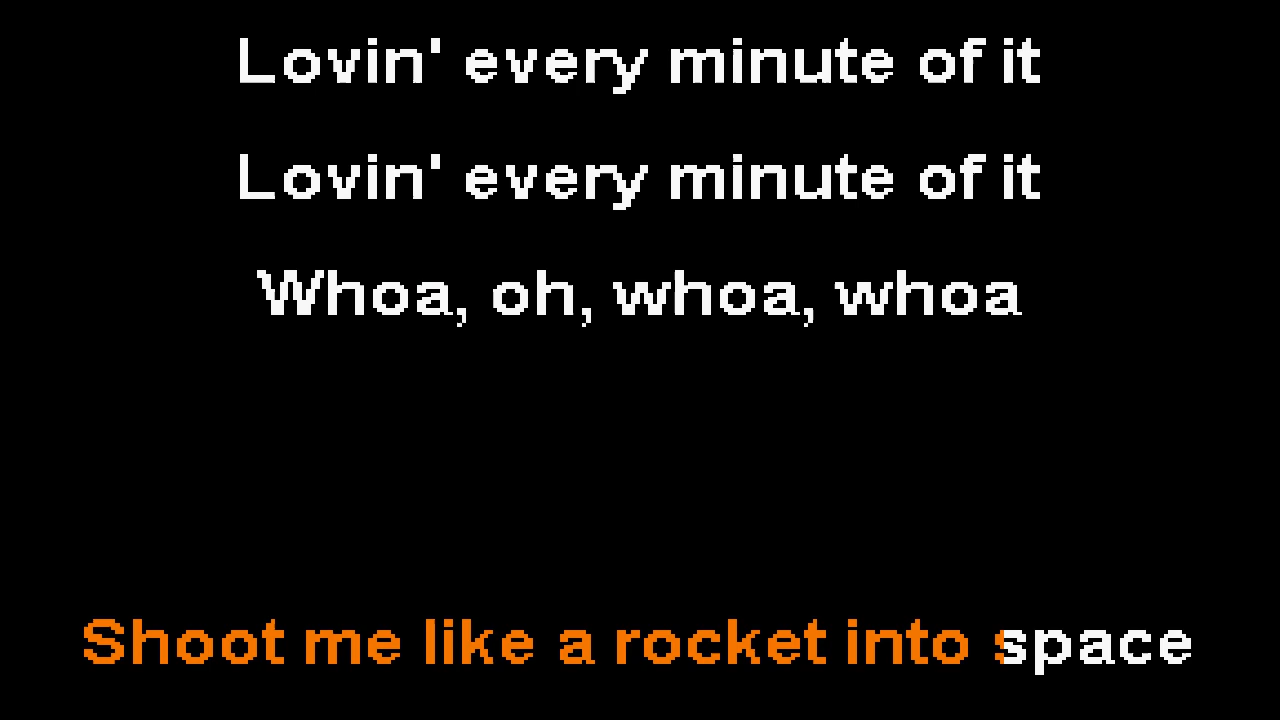 Lovin' every minute of it
Lovin' every minute of it
Whoa, oh, whoa, whoa
Shoot me like a rocket into space